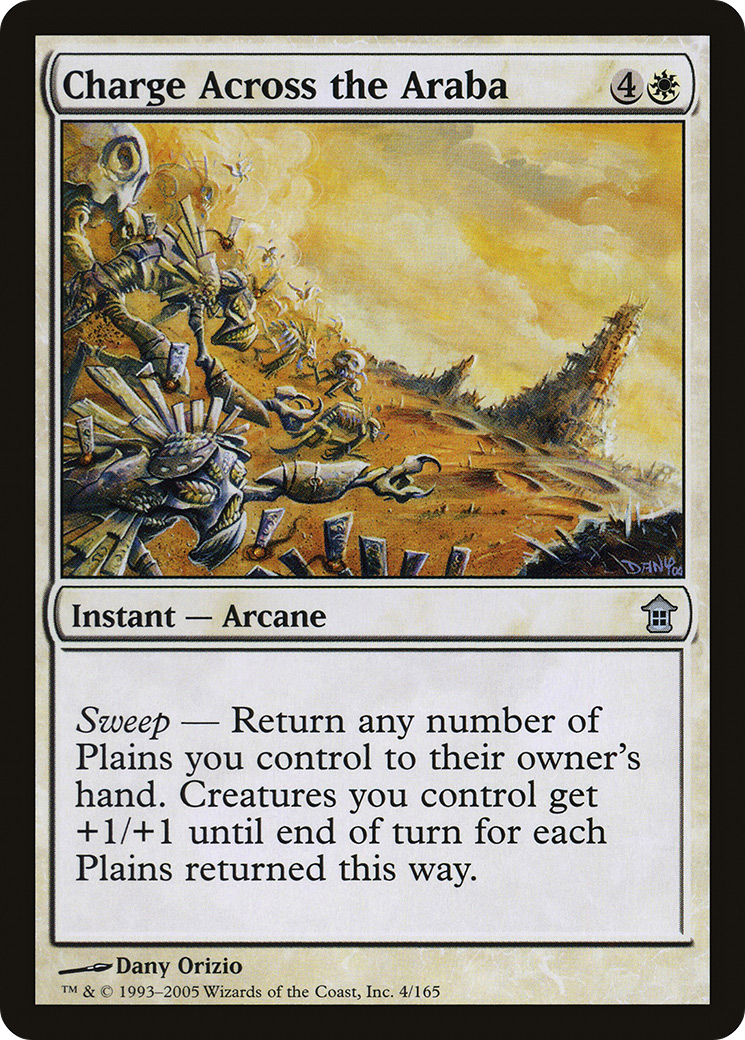 Charge Across the Araba 4
DANY 04
Instant — Arcane
Sweep — Return any number of
Plains you control to their owner's
hand. Creatures you control get
+1/+1 until end of turn for each
Plains returned this way.
Dany Orizio
™ & © 1993–2005 Wizards of the Coast, Inc. 4/165